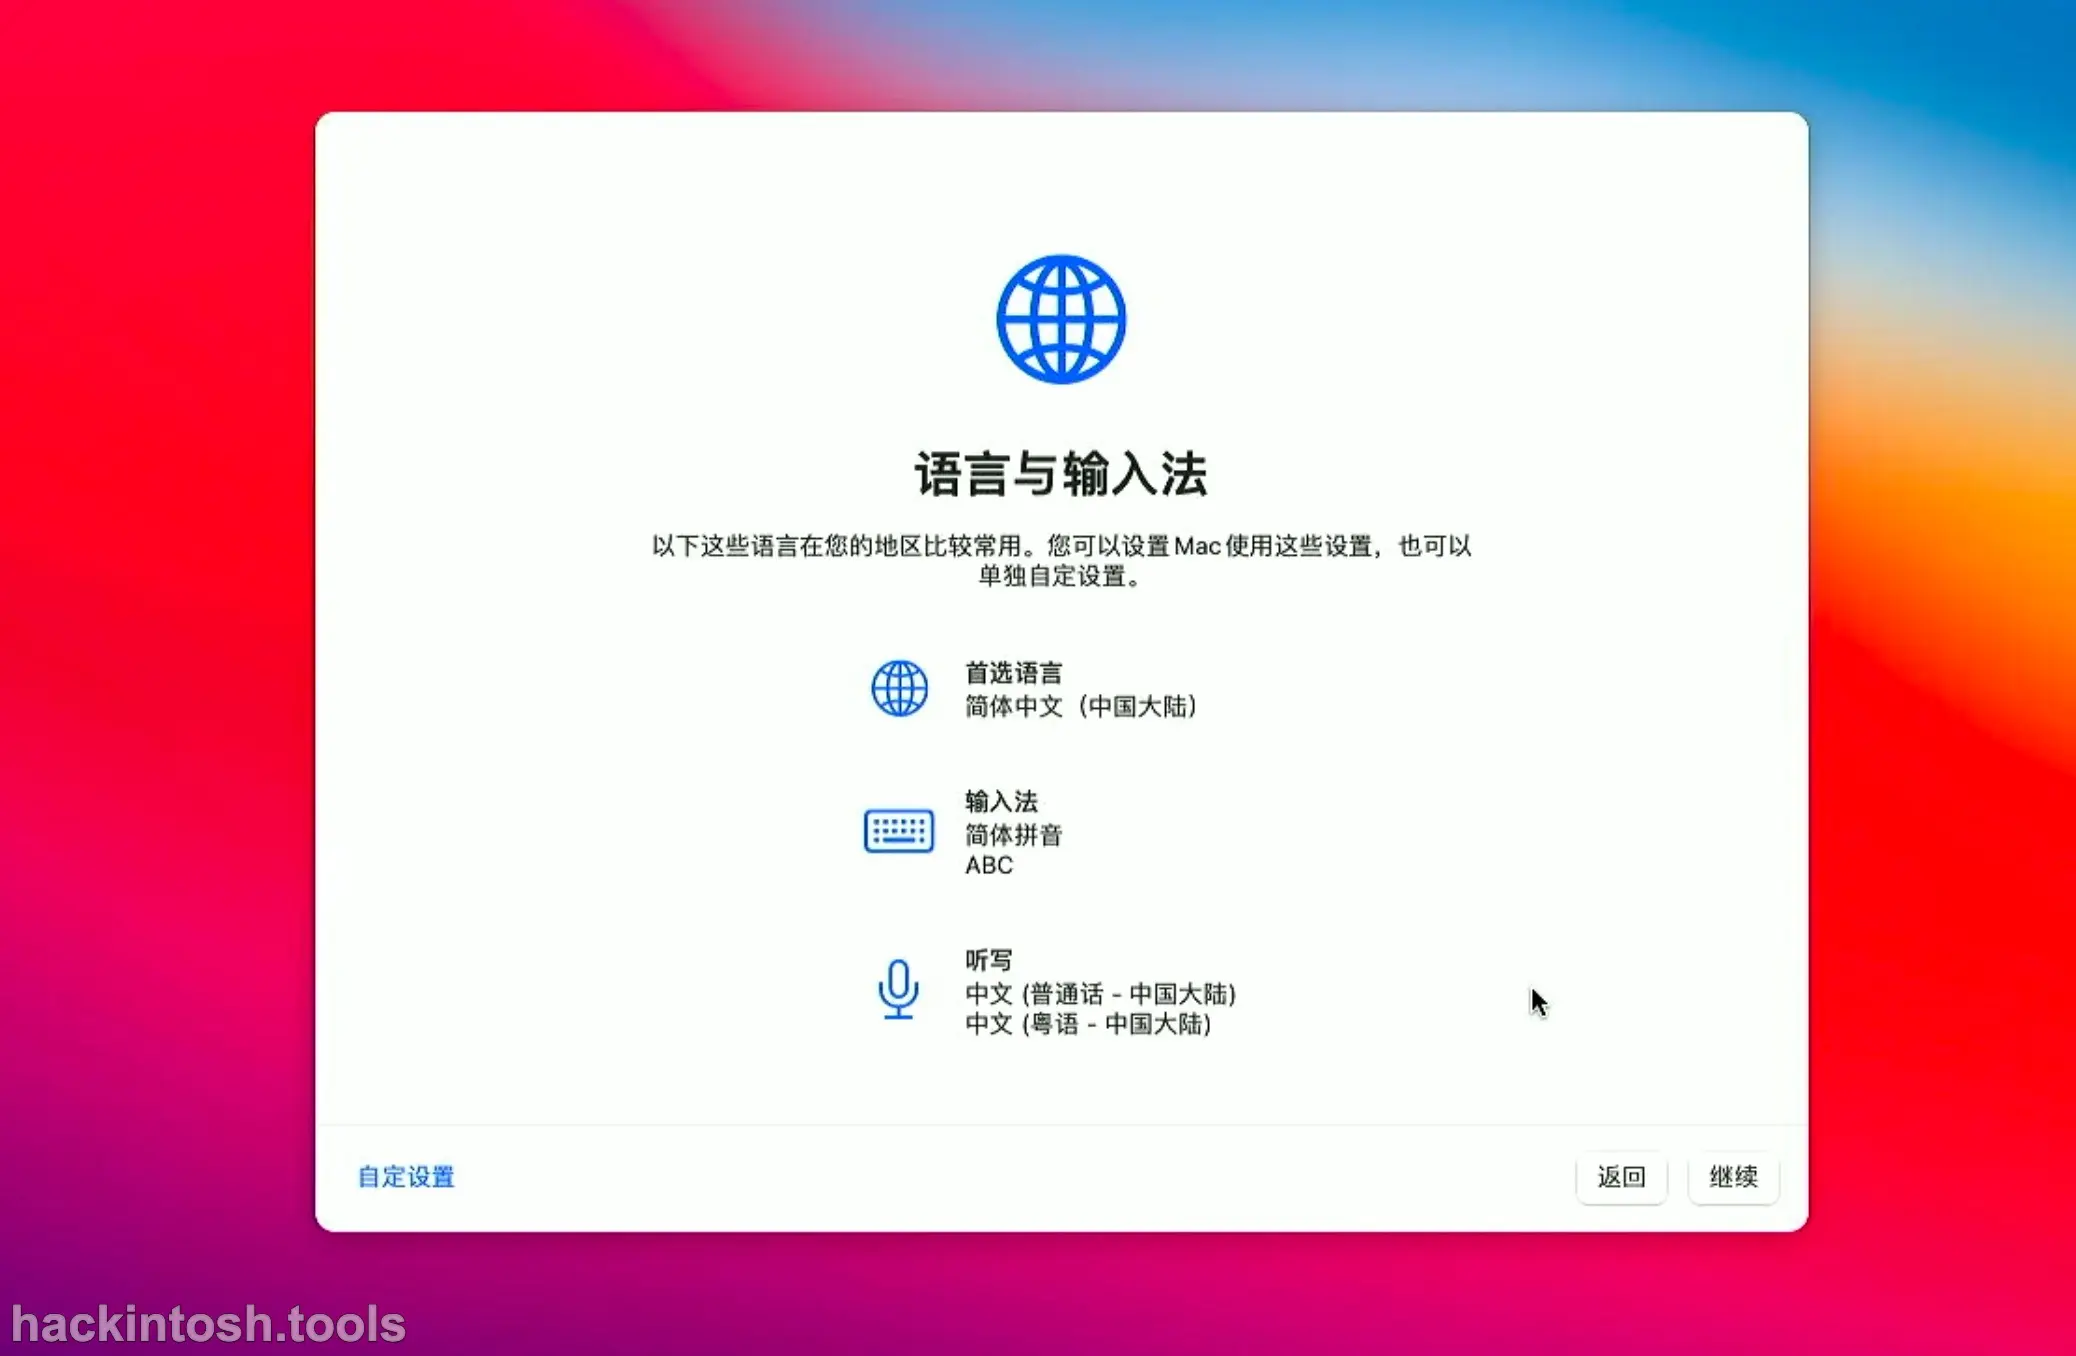 语言与输入法
以下这些语言在您的地区比较常用。您可以设置 Mac 使用这些设置，也可以
单独自定设置。
首选语言
简体中文（中国大陆）
输入法
简体拼音
ABC
听写
中文 (普通话 - 中国大陆)
中文 (粤语 - 中国大陆)
自定设置
返回
继续
hackintosh.tools